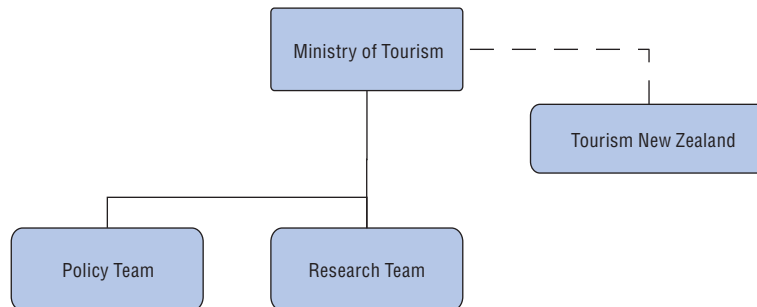 Ministry of Tourism
Tourism New Zealand
Policy Team
Research Team